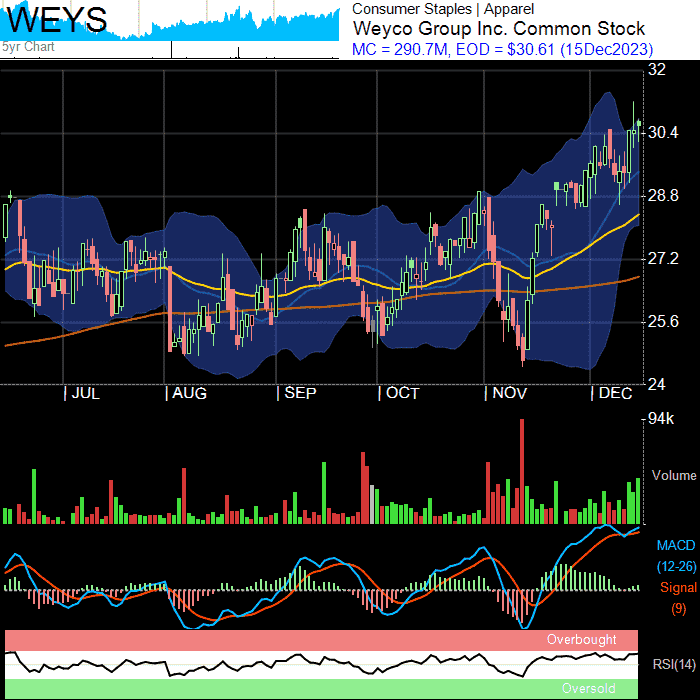 WEYS
5yr Chart
Consumer Staples | Apparel
Weyco Group Inc. Common Stock
MC = 290.7M, EOD = $30.61 (15Dec2023)
32
30.4
28.8
27.2
25.6
24
| JUL | AUG | SEP | OCT | NOV | DEC
94k
Volume
MACD
(12-26)
Signal
(9)
Overbought
RSI(14)
Oversold